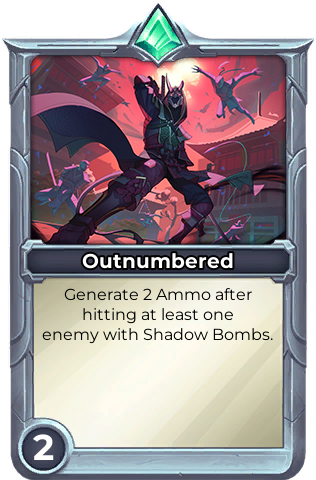 Outnumbered
Generate 2 Ammo after
hitting at least one
enemy with Shadow Bombs.
2